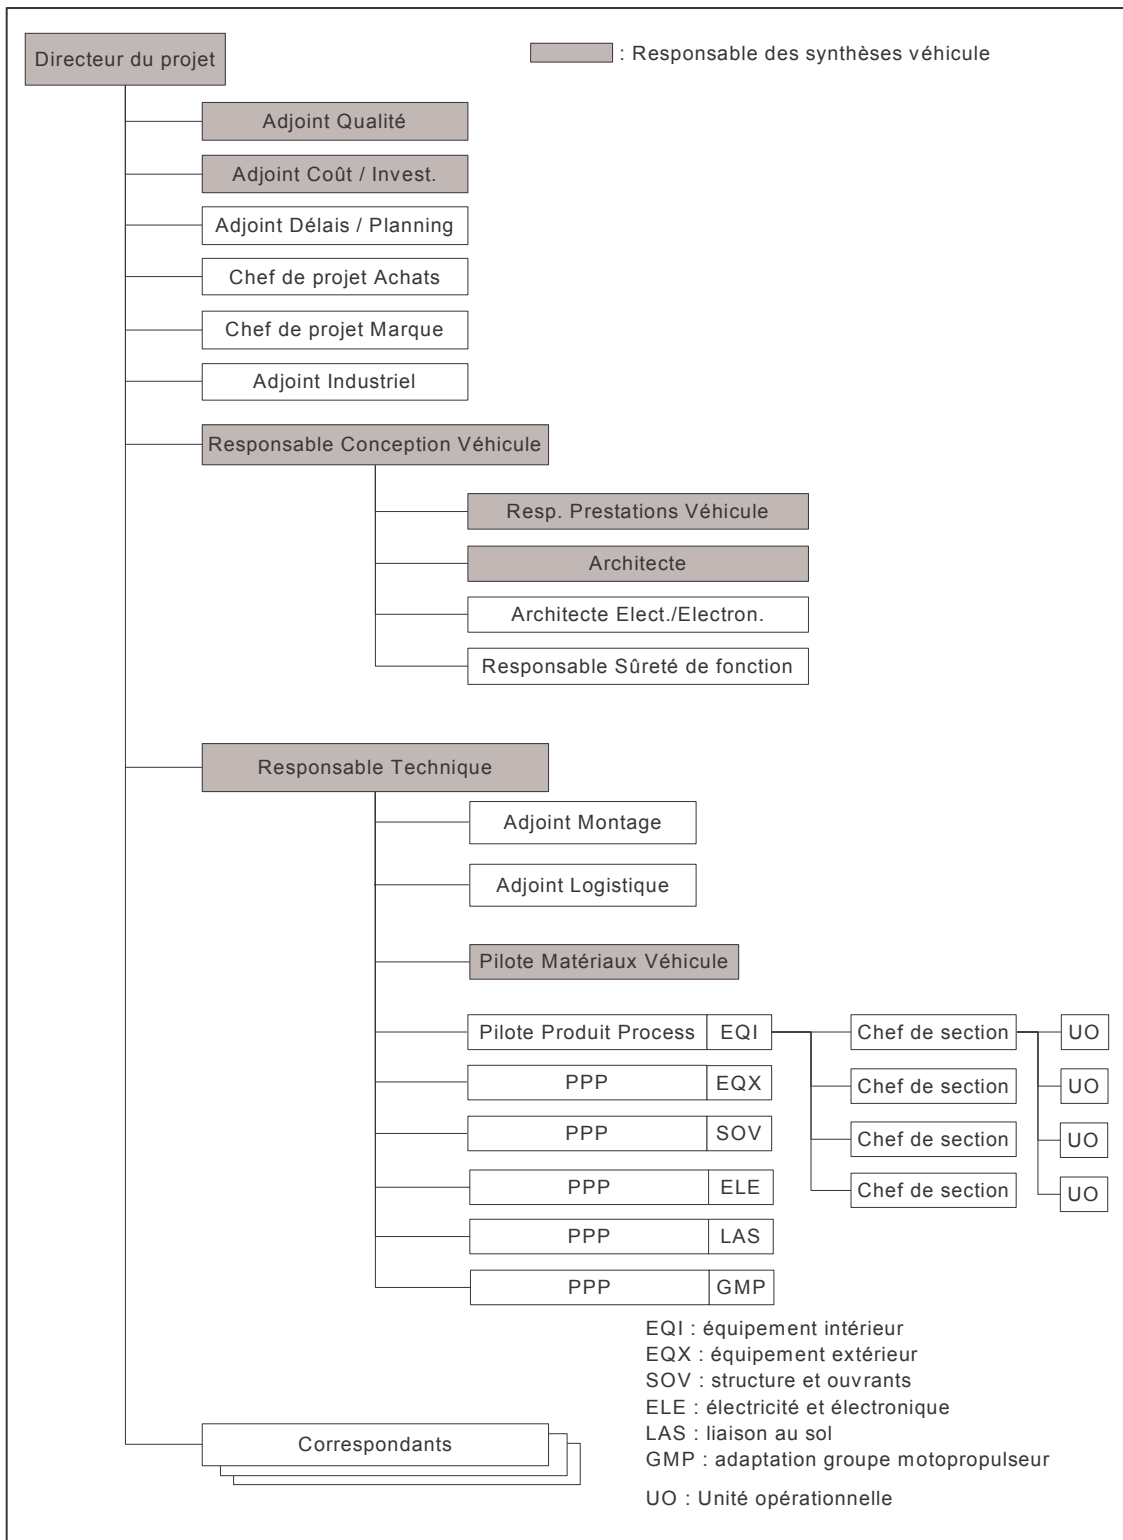 Directeur du projet
: Responsable des synthèses véhicule
Adjoint Qualité
Adjoint Coût / Invest.
Adjoint Délais / Planning
Chef de projet Achats
Chef de projet Marque
Adjoint Industriel
Responsable Conception Véhicule
Resp. Prestations Véhicule
Architecte
Architecte Elect./Electron.
Responsable Sûreté de fonction
Responsable Technique
Adjoint Montage
Adjoint Logistique
Pilote Matériaux Véhicule
Pilote Produit Process EQI Chef de section UO
PPP EQX Chef de section UO
PPP SOV Chef de section UO
PPP ELE Chef de section UO
PPP LAS
PPP GMP
EQI : équipement intérieur
EQX : équipement extérieur
SOV : structure et ouvrants
ELE : électricité et électronique
LAS : liaison au sol
GMP : adaptation groupe motopropulseur
UO : Unité opérationnelle
Correspondants